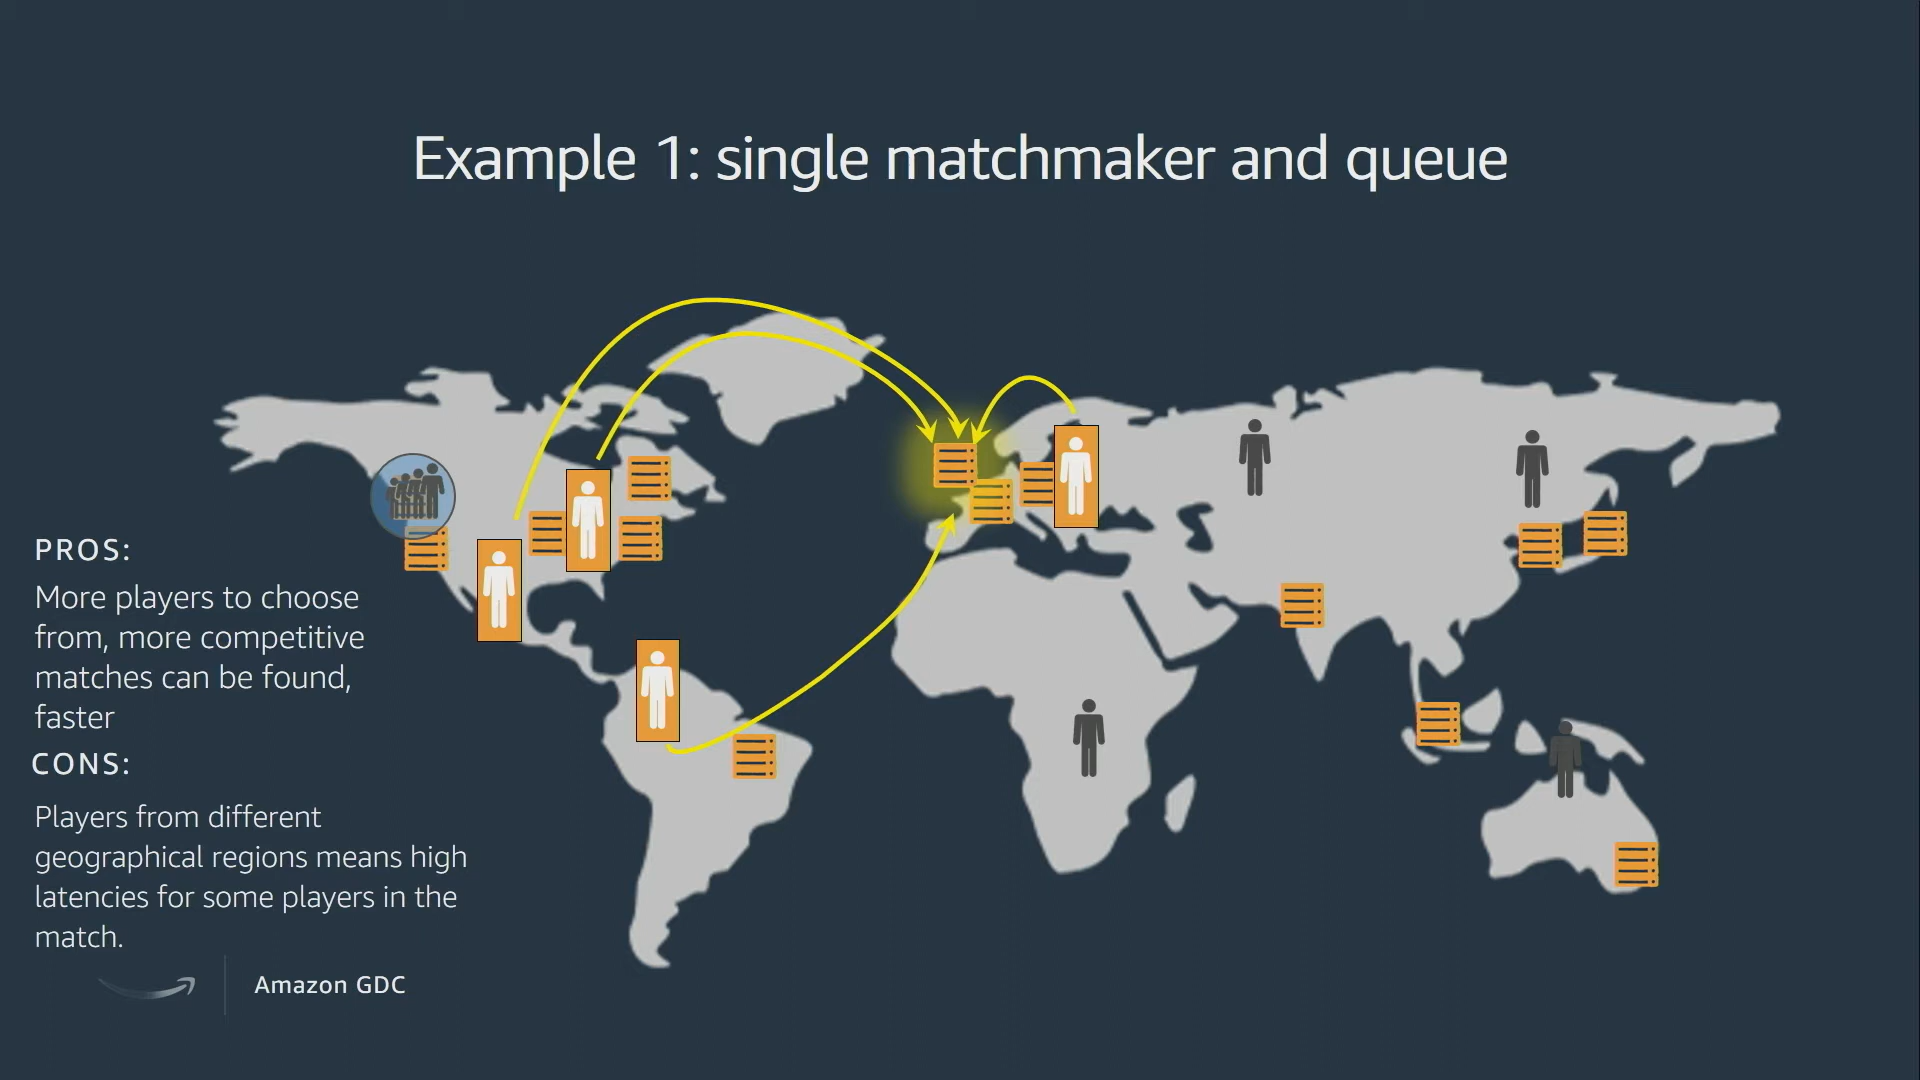 Example 1: single matchmaker and queue
PROS:
More players to choose
from, more competitive
matches can be found,
faster
CONS:
Players from different
geographical regions means high
latencies for some players in the
match.
Amazon GDC